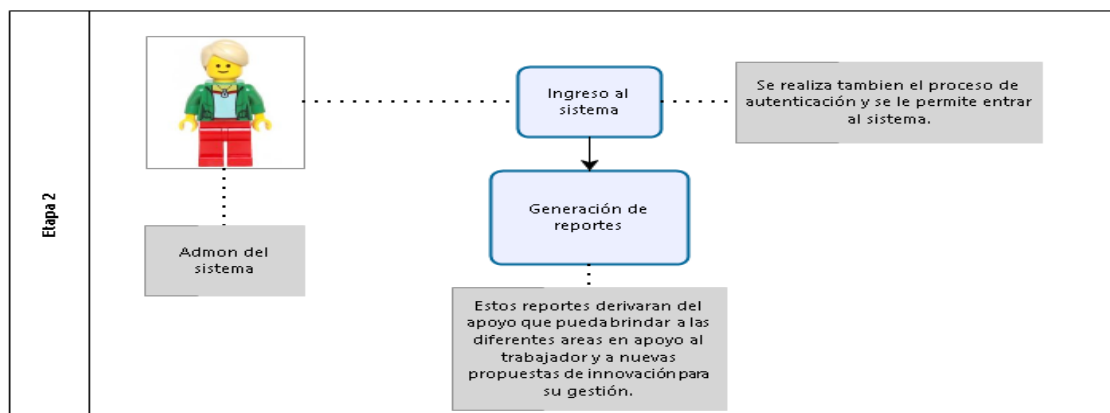 Etapa 2
Admon del
sistema
Ingreso al
sistema
Se realiza tambien el proceso de
autenticación y se le permite entrar
al sistema.
Generación de
reportes
Estos reportes derivaran del
apoyo que pueda brindar a las
diferentes areas en apoyo al
trabajador y a nuevas
propuestas de innovación para
su gestión.